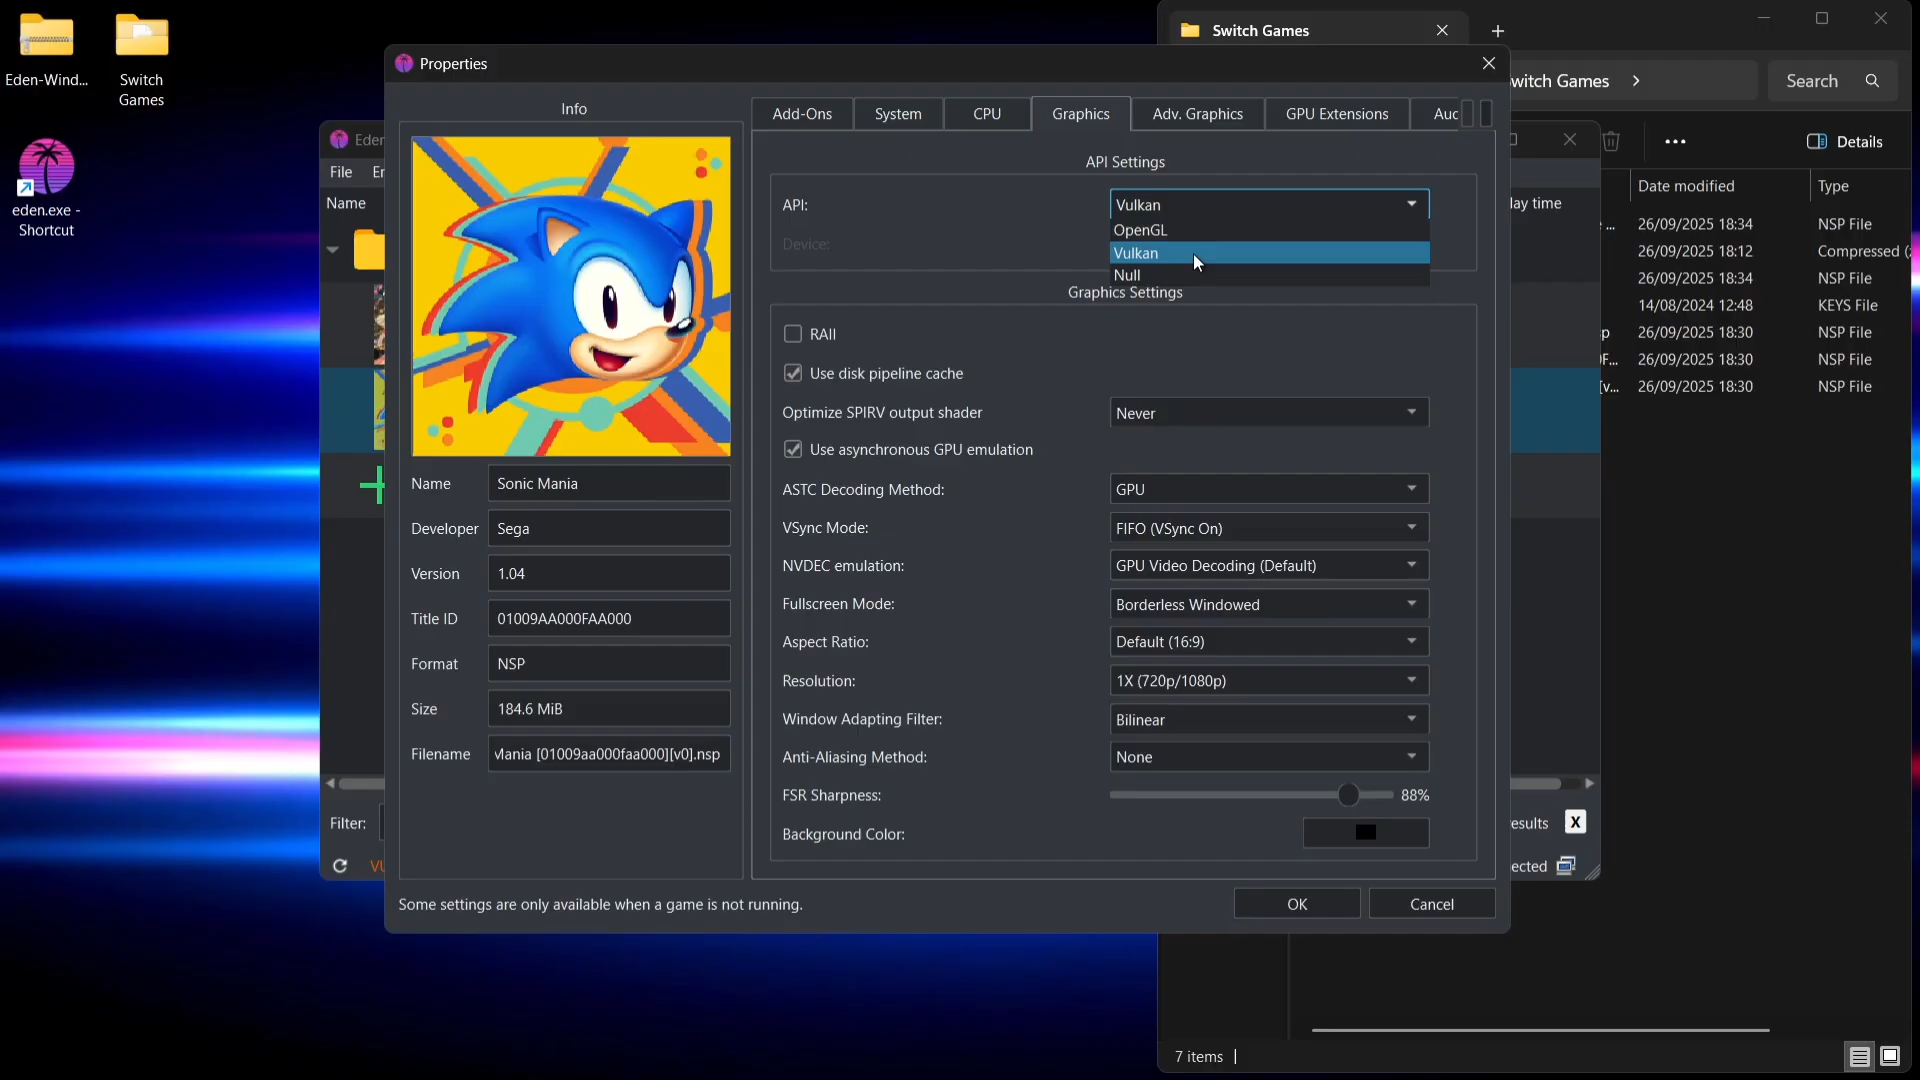 Eden-Wind...
Switch
Games
eden.exe -
Shortcut
Switch Games
witch Games
Search
Details
Date modified
Type
26/09/2025 18:34
NSP File
26/09/2025 18:12
Compressed (
26/09/2025 18:34
NSP File
14/08/2024 12:48
KEYS File
26/09/2025 18:30
NSP File
26/09/2025 18:30
NSP File
26/09/2025 18:30
NSP File
7 items
Eden
File
Name
lay time
Filter:
esults
X
ected
Properties
Info
Name
Sonic Mania
Developer
Sega
Version
1.04
Title ID
01009AA000FAA000
Format
NSP
Size
184.6 MiB
Filename
Mania [01009aa000faa000][v0].nsp
Add-Ons
System
CPU
Graphics
Adv. Graphics
GPU Extensions
API Settings
API:
Vulkan
OpenGL
Vulkan
Null
Device:
Graphics Settings
RAII
Use disk pipeline cache
Optimize SPIRV output shader
Never
Use asynchronous GPU emulation
ASTC Decoding Method:
GPU
VSync Mode:
FIFO (VSync On)
NVDEC emulation:
GPU Video Decoding (Default)
Fullscreen Mode:
Borderless Windowed
Aspect Ratio:
Default (16:9)
Resolution:
1X (720p/1080p)
Window Adapting Filter:
Bilinear
Anti-Aliasing Method:
None
FSR Sharpness:
88%
Background Color:
Some settings are only available when a game is not running.
OK
Cancel